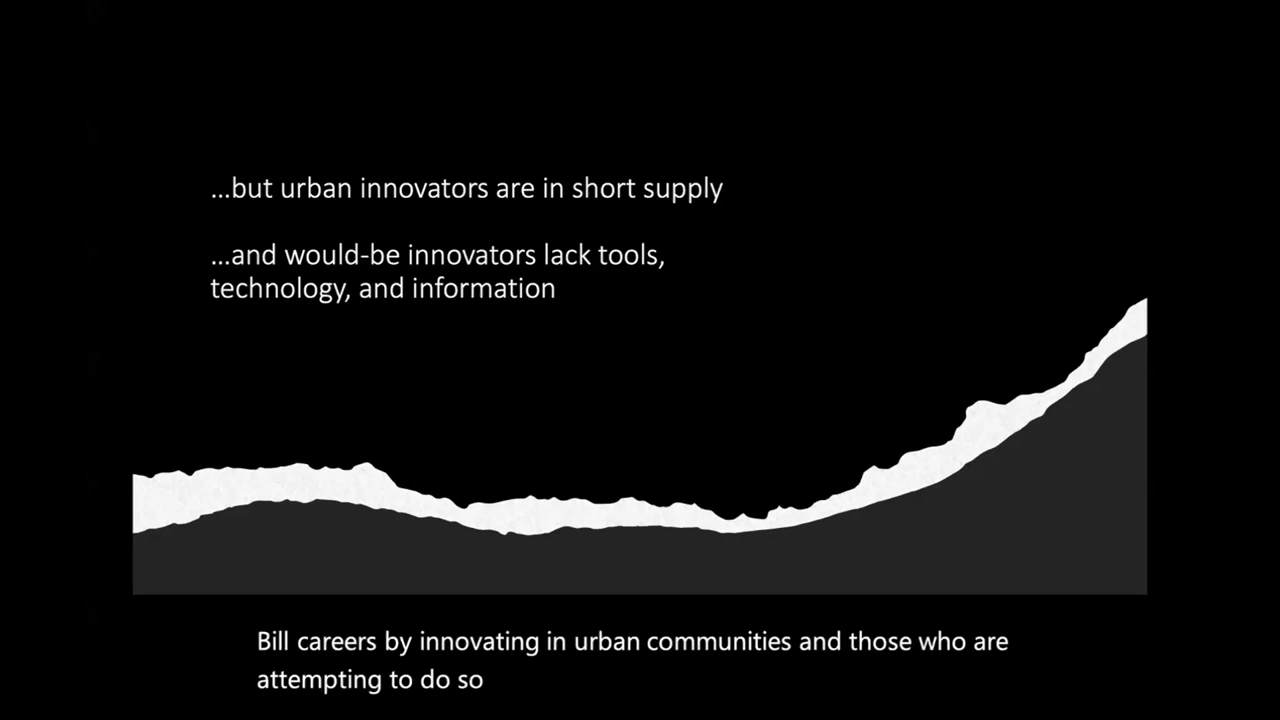 ...but urban innovators are in short supply
...and would-be innovators lack tools,
technology, and information
Bill careers by innovating in urban communities and those who are
attempting to do so